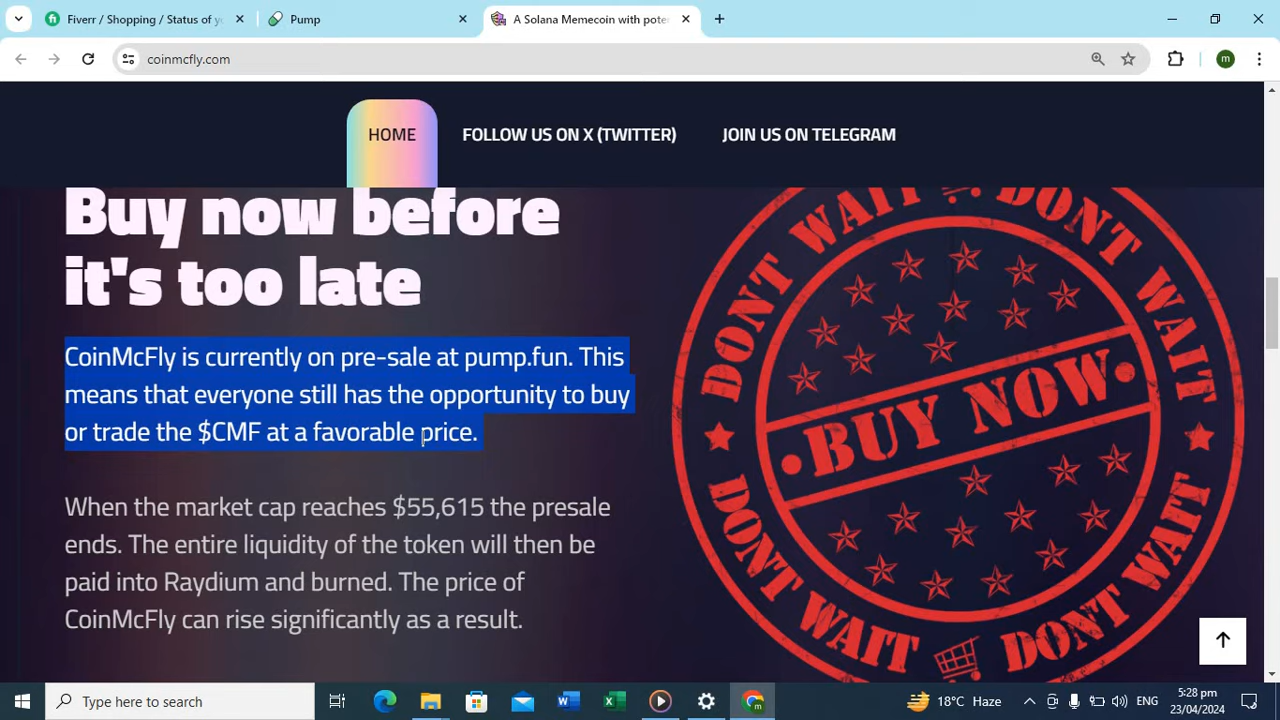 Fiverr / Shopping / Status of y
Pump
A Solana Memecoin with poter
coinmcfly.com
m
HOME
FOLLOW US ON X (TWITTER)
JOIN US ON TELEGRAM
Buy now before
it's too late
CoinMcFly is currently on pre-sale at pump.fun. This
means that everyone still has the opportunity to buy
or trade the $CMF at a favorable price.
When the market cap reaches $55,615 the presale
ends. The entire liquidity of the token will then be
paid into Raydium and burned. The price of
CoinMcFly can rise significantly as a result.
DONT WAIT
DONT WAIT
BUY NOW
DONT WAIT
DONT WAIT
Type here to search
18°C Haze
ENG
5:28 pm
23/04/2024